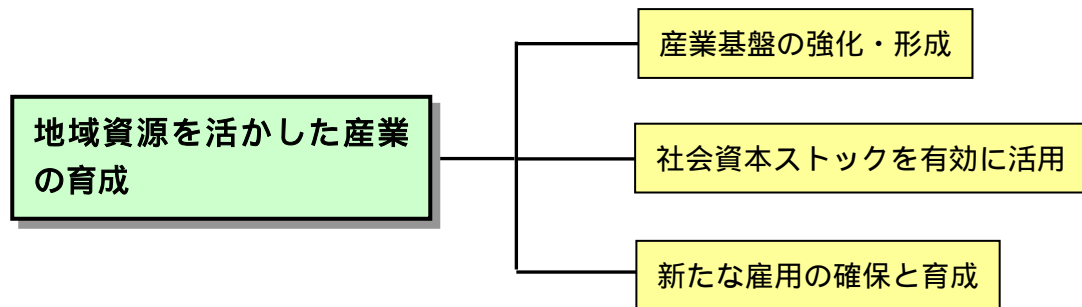 産業基盤の強化・形成
地域資源を活かした産業
の育成
社会資本ストックを有効に活用
新たな雇用の確保と育成